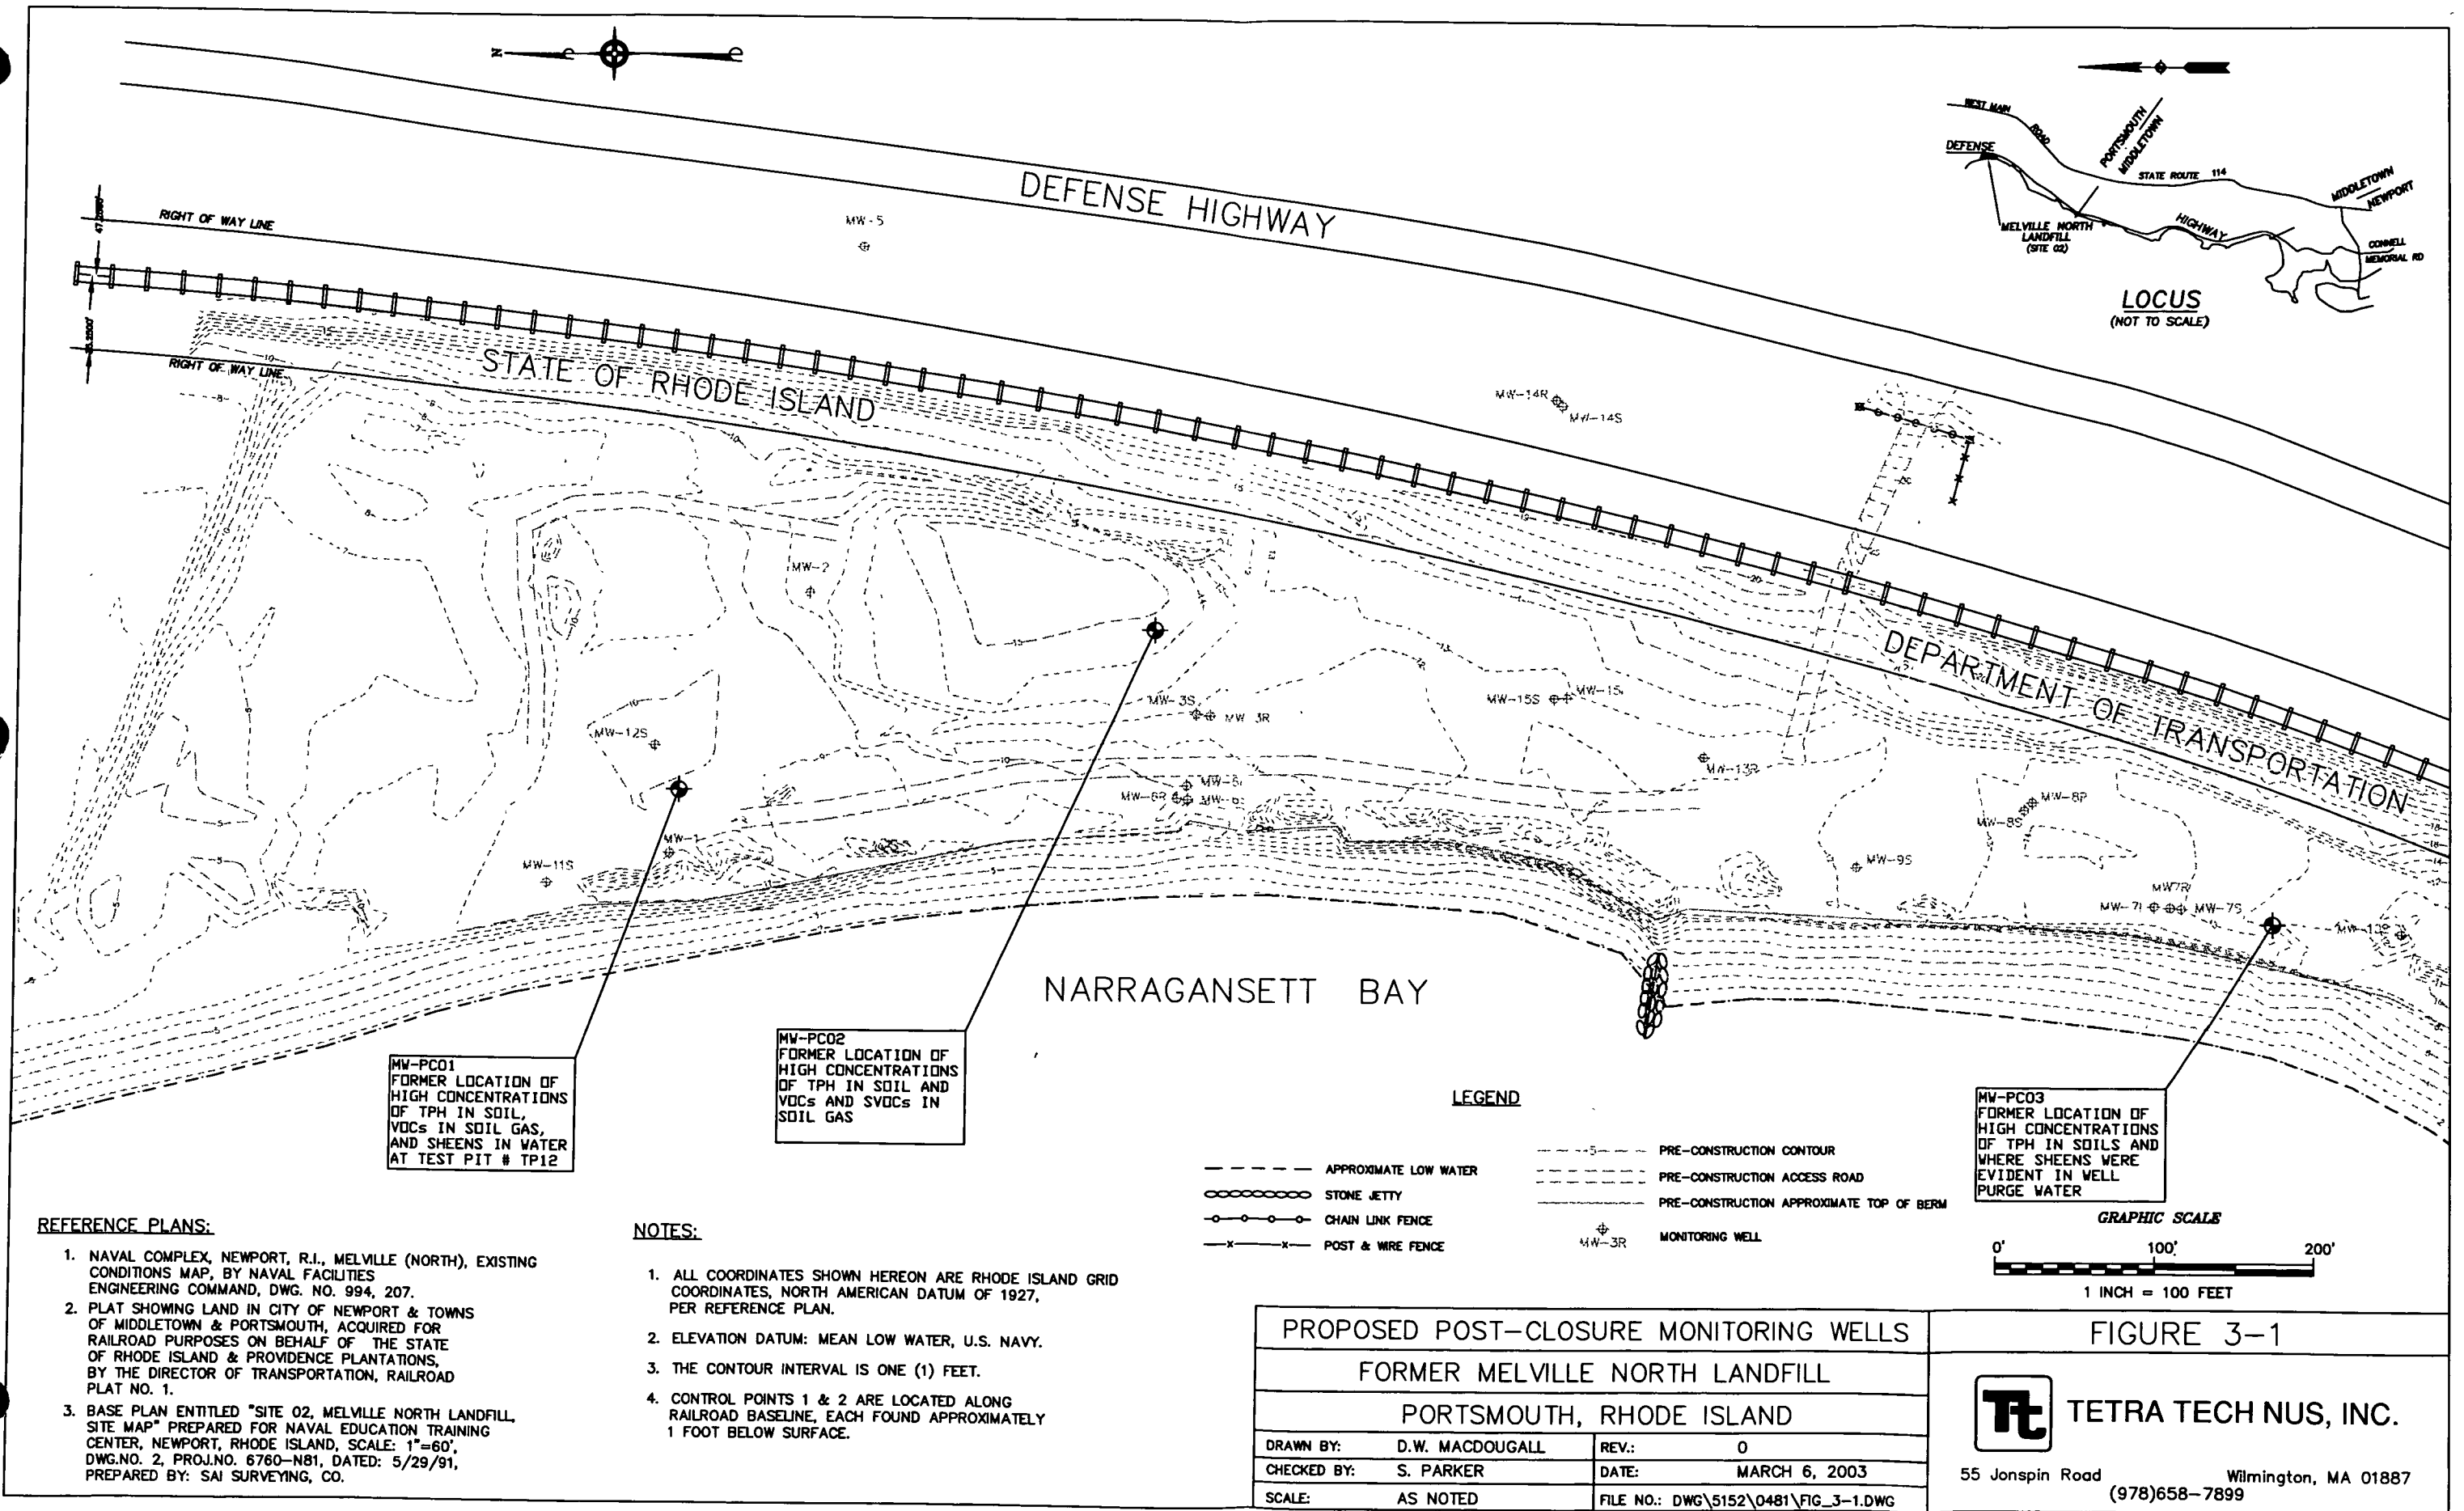 N
DEFENSE HIGHWAY
RIGHT OF WAY LINE
RIGHT OF WAY LINE
STATE OF RHODE ISLAND
DEPARTMENT OF TRANSPORTATION
NARRAGANSETT BAY
WEST MAIN
ROAD
PORTSMOUTH
MIDDLETOWN
DEFENSE
STATE ROUTE 114
MIDDLETOWN
NEWPORT
HIGHWAY
MELVILLE NORTH
LANDFILL
(SITE 02)
CONNELL
MEMORIAL RD
LOCUS
(NOT TO SCALE)
MW-5
MW-14R
MW-14S
MW-2
MW-3S
MW 3R
MW-15S
MW-12S
MW-13R
MW-6R
MW-11S
MW-8S
MW-9S
MW7R
MW-7I
MW-7S
MW-PC01
FORMER LOCATION OF
HIGH CONCENTRATIONS
OF TPH IN SOIL,
VOCs IN SOIL GAS,
AND SHEENS IN WATER
AT TEST PIT # TP12
MW-PC02
FORMER LOCATION OF
HIGH CONCENTRATIONS
OF TPH IN SOIL AND
VOCs AND SVOCs IN
SOIL GAS
MW-PC03
FORMER LOCATION OF
HIGH CONCENTRATIONS
OF TPH IN SOILS AND
WHERE SHEENS WERE
EVIDENT IN WELL
PURGE WATER
LEGEND
APPROXIMATE LOW WATER
STONE JETTY
CHAIN LINK FENCE
POST & WIRE FENCE
5
PRE-CONSTRUCTION CONTOUR
PRE-CONSTRUCTION ACCESS ROAD
PRE-CONSTRUCTION APPROXIMATE TOP OF BERM
MW-3R
MONITORING WELL
GRAPHIC SCALE
0' 100' 200'
1 INCH = 100 FEET
REFERENCE PLANS:
1. NAVAL COMPLEX, NEWPORT, R.I., MELVILLE (NORTH), EXISTING
CONDITIONS MAP, BY NAVAL FACILITIES
ENGINEERING COMMAND, DWG. NO. 994, 207.
2. PLAT SHOWING LAND IN CITY OF NEWPORT & TOWNS
OF MIDDLETOWN & PORTSMOUTH, ACQUIRED FOR
RAILROAD PURPOSES ON BEHALF OF THE STATE
OF RHODE ISLAND & PROVIDENCE PLANTATIONS,
BY THE DIRECTOR OF TRANSPORTATION, RAILROAD
PLAT NO. 1.
3. BASE PLAN ENTITLED "SITE 02, MELVILLE NORTH LANDFILL,
SITE MAP" PREPARED FOR NAVAL EDUCATION TRAINING
CENTER, NEWPORT, RHODE ISLAND, SCALE: 1"=60',
DWG.NO. 2, PROJ.NO. 6760-N81, DATED: 5/29/91,
PREPARED BY: SAI SURVEYING, CO.
NOTES:
1. ALL COORDINATES SHOWN HEREON ARE RHODE ISLAND GRID
COORDINATES, NORTH AMERICAN DATUM OF 1927,
PER REFERENCE PLAN.
2. ELEVATION DATUM: MEAN LOW WATER, U.S. NAVY.
3. THE CONTOUR INTERVAL IS ONE (1) FEET.
4. CONTROL POINTS 1 & 2 ARE LOCATED ALONG
RAILROAD BASELINE, EACH FOUND APPROXIMATELY
1 FOOT BELOW SURFACE.
PROPOSED POST-CLOSURE MONITORING WELLS
FORMER MELVILLE NORTH LANDFILL
PORTSMOUTH, RHODE ISLAND
DRAWN BY: D.W. MACDOUGALL REV.: 0
CHECKED BY: S. PARKER DATE: MARCH 6, 2003
SCALE: AS NOTED FILE NO.: DWG\5152\0481\FIG_3-1.DWG
FIGURE 3-1
Tt TETRA TECH NUS, INC.
55 Jonspin Road Wilmington, MA 01887
(978)658-7899